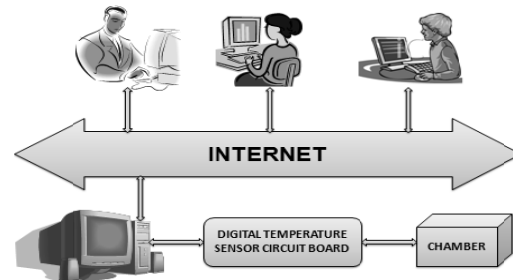 INTERNET
DIGITAL TEMPERATURE
SENSOR CIRCUIT BOARD
CHAMBER